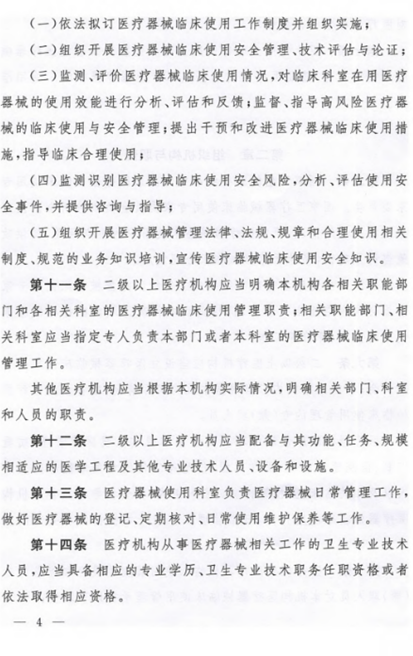 (一)依法拟订医疗器械临床使用工作制度并组织实施;
(二)组织开展医疗器械临床使用安全管理、技术评估与论证;
(三)监测、评价医疗器械临床使用情况,对临床科室在用医疗
器械的使用效能进行分析、评估和反馈;监督、指导高风险医疗器
械的临床使用与安全管理;提出干预和改进医疗器械临床使用措
施,指导临床合理使用;
(四)监测识别医疗器械临床使用安全风险,分析、评估使用安
全事件,并提供咨询与指导;
(五)组织开展医疗器械管理法律、法规、规章和合理使用相关
制度、规范的业务知识培训,宣传医疗器械临床使用安全知识。
第十一条 二级以上医疗机构应当明确本机构各相关职能部
门和各相关科室的医疗器械临床使用管理职责;相关职能部门、相
关科室应当指定专人负责本部门或者本科室的医疗器械临床使用
管理工作。
其他医疗机构应当根据本机构实际情况,明确相关部门、科室
和人员的职责。
第十二条 二级以上医疗机构应当配备与其功能、任务、规模
相适应的医学工程及其他专业技术人员、设备和设施。
第十三条 医疗器械使用科室负责医疗器械日常管理工作,
做好医疗器械的登记、定期核对、日常使用维护保养等工作。
第十四条 医疗机构从事医疗器械相关工作的卫生专业技术
人员,应当具备相应的专业学历、卫生专业技术职务任职资格或者
依法取得相应资格。
— 4 —